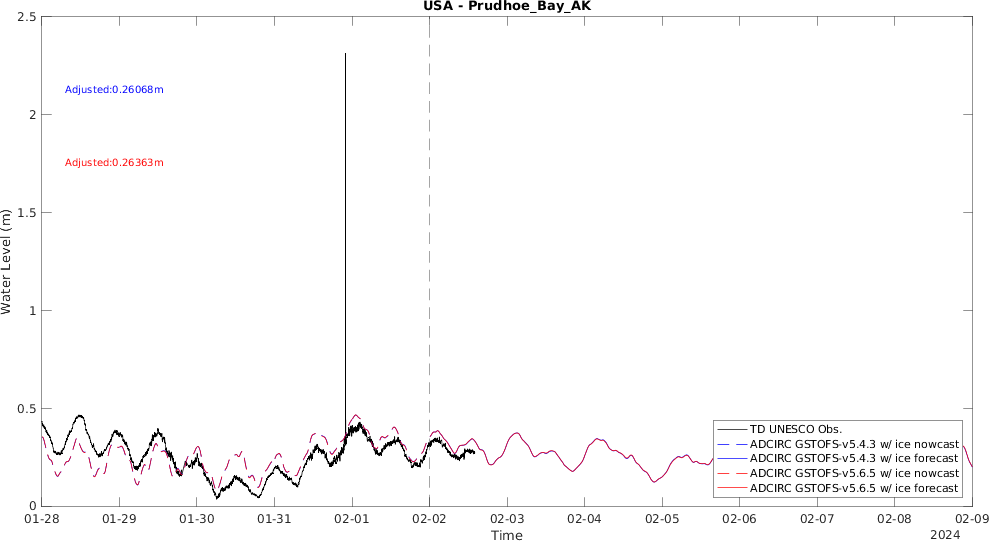 USA - Prudhoe_Bay_AK
2.5
Adjusted:0.26068m
2
Adjusted:0.26363m
1.5
Water Level (m)
1
0.5
TD UNESCO Obs.
ADCIRC GSTOFS-v5.4.3 w/ ice nowcast
ADCIRC GSTOFS-v5.4.3 w/ ice forecast
ADCIRC GSTOFS-v5.6.5 w/ ice nowcast
ADCIRC GSTOFS-v5.6.5 w/ ice forecast
0
01-28 01-29 01-30 01-31 02-01 02-02 02-03 02-04 02-05 02-06 02-07 02-08 02-09
Time
2024